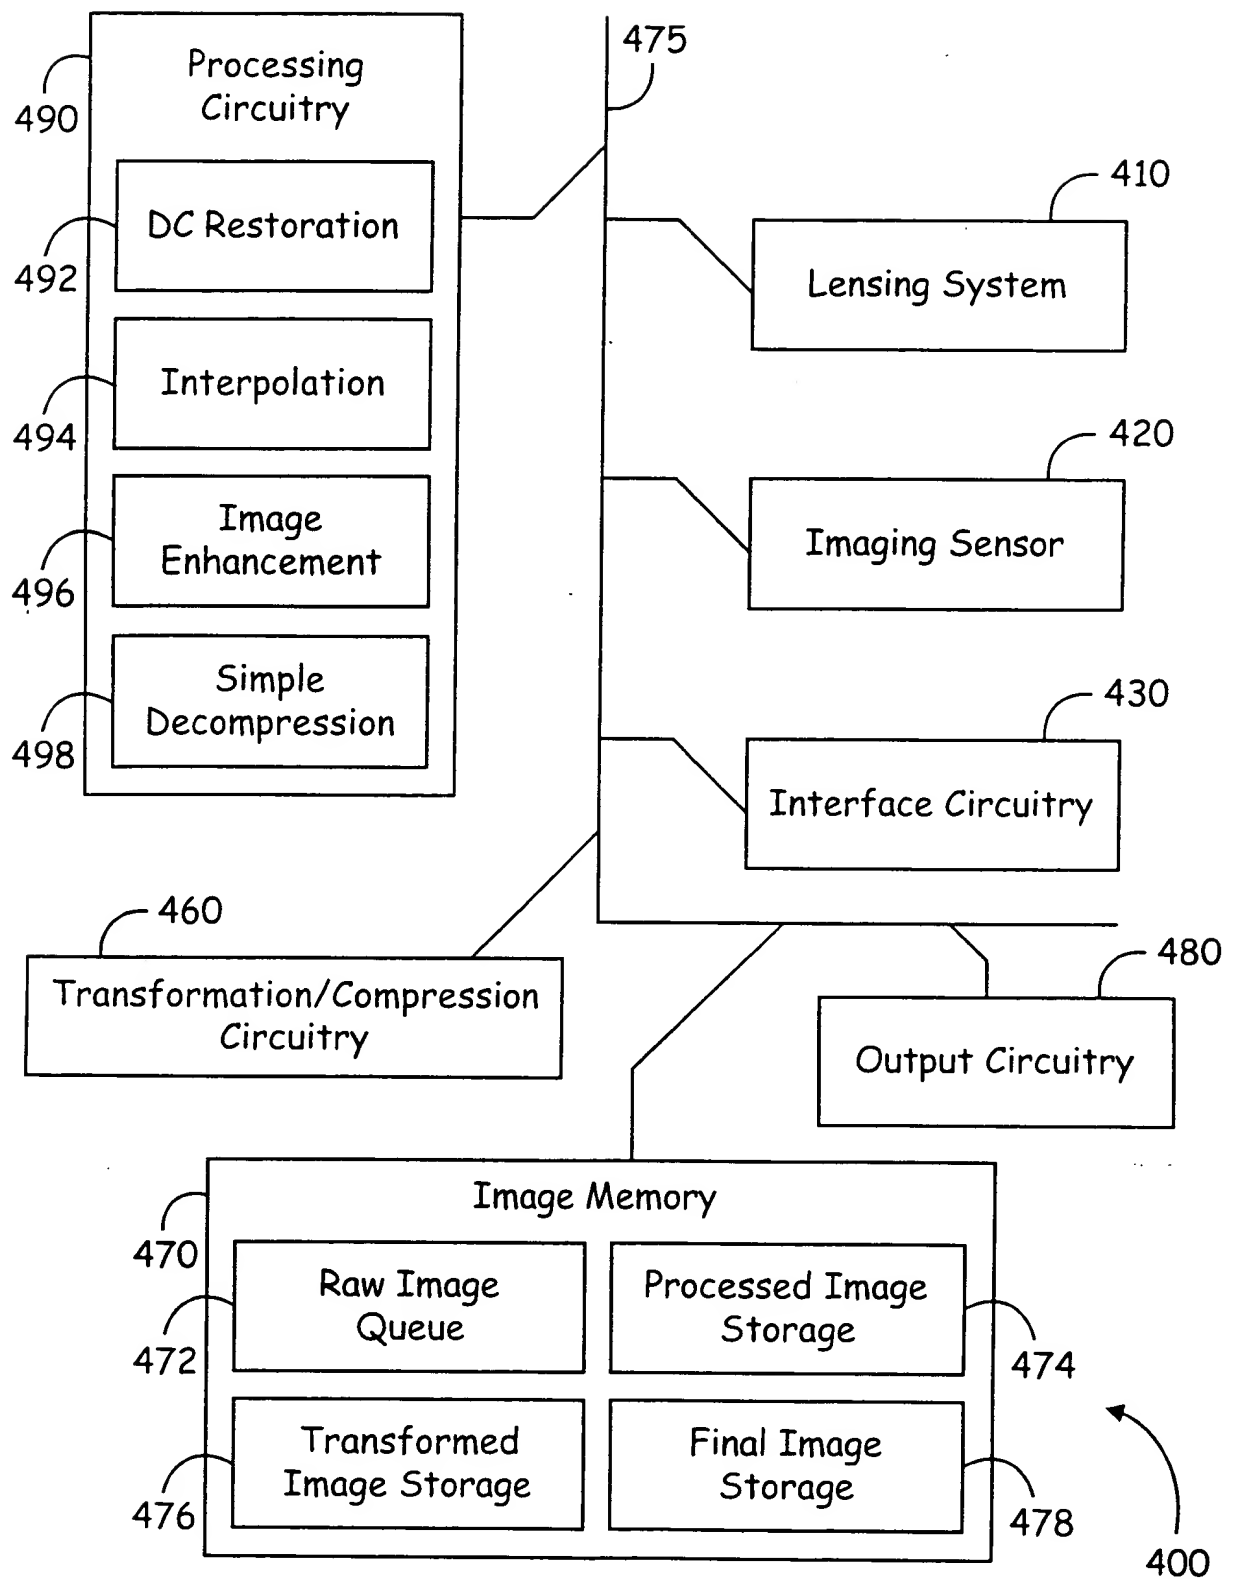 475
Processing
Circuitry
490
410
DC Restoration
492
Lensing System
Interpolation
494
420
Image
Enhancement
496
Imaging Sensor
Simple
Decompression
498
430
Interface Circuitry
460
Transformation/Compression
Circuitry
480
Output Circuitry
Image Memory
470
Raw Image
Queue
472
Processed Image
Storage
474
Transformed
Image Storage
476
Final Image
Storage
478
400